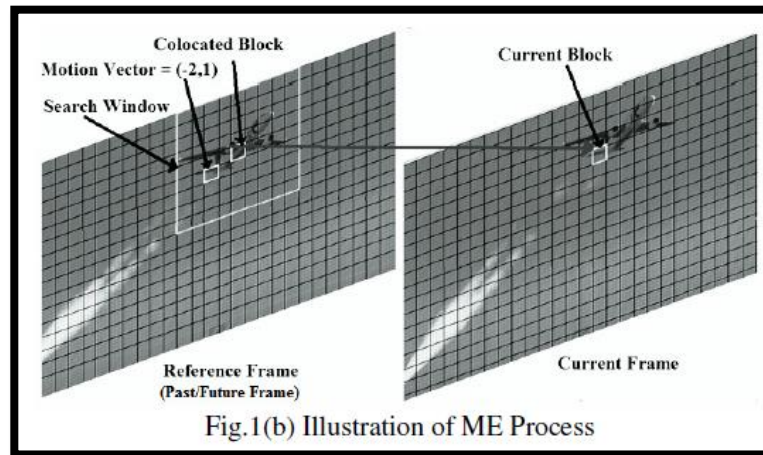 Colocated Block
Motion Vector = (-2,1)
Search Window
Current Block
Reference Frame
(Past/Future Frame)
Current Frame
Fig.1(b) Illustration of ME Process